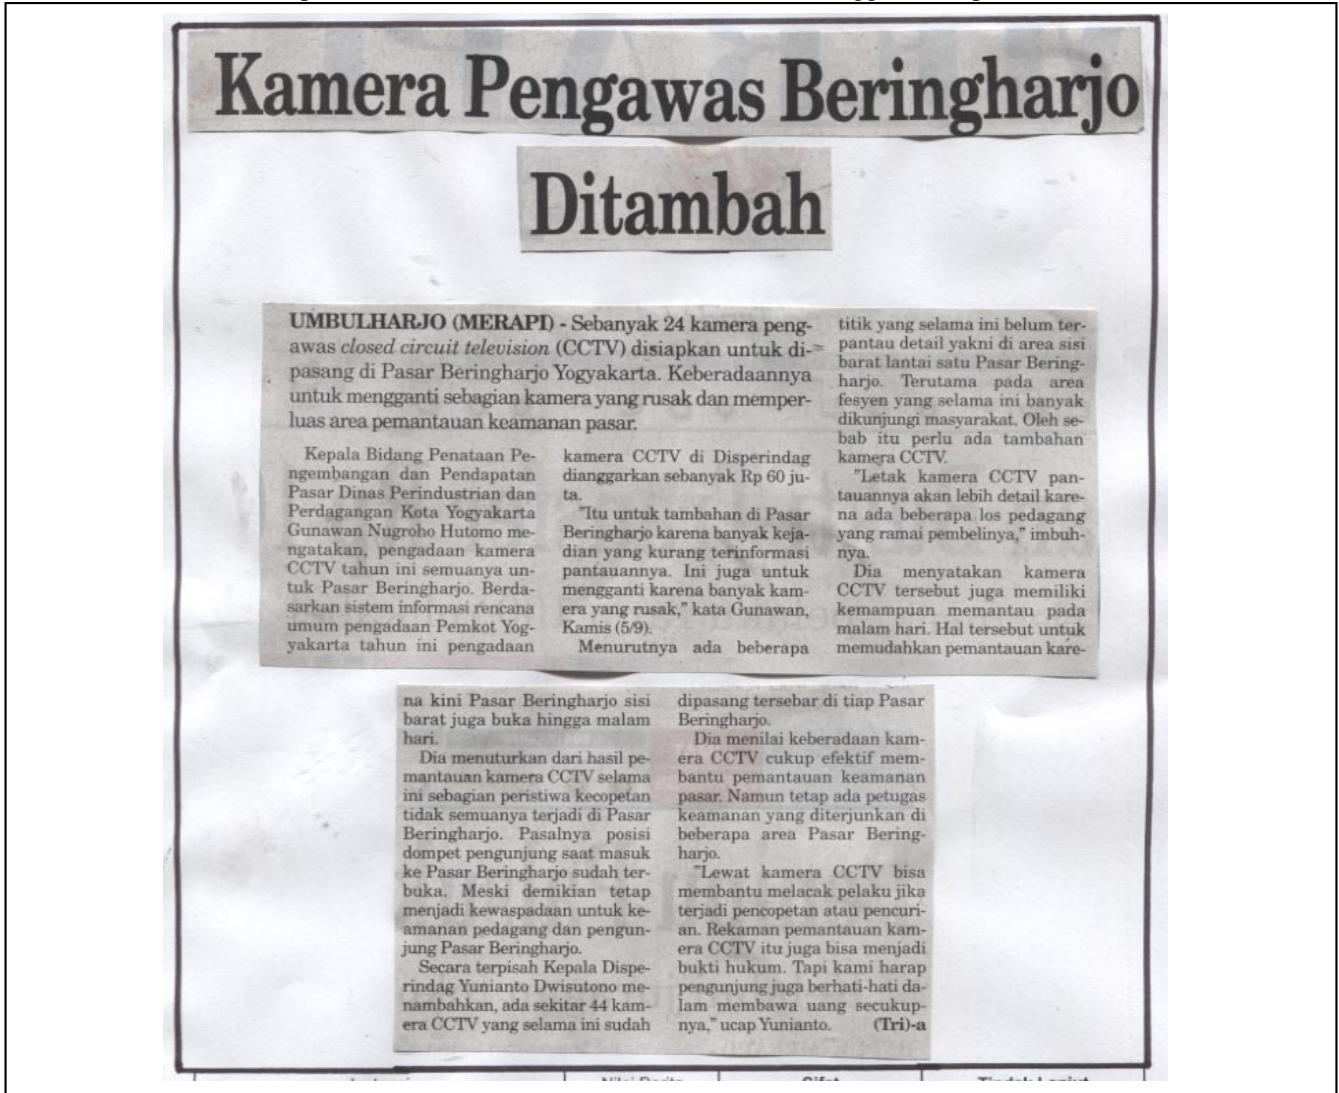 Kamera Pengawas Beringharjo
Ditambah
UMBULHARJO (MERAPI) - Sebanyak 24 kamera peng-
awas closed circuit television (CCTV) disiapkan untuk di-
pasang di Pasar Beringharjo Yogyakarta. Keberadaannya
untuk mengganti sebagian kamera yang rusak dan memper-
luas area pemantauan keamanan pasar.
Kepala Bidang Penataan Pe-
ngembangan dan Pendapatan
Pasar Dinas Perindustrian dan
Perdagangan Kota Yogyakarta
Gunawan Nugroho Hutomo me-
ngatakan, pengadaan kamera
CCTV tahun ini semuanya un-
tuk Pasar Beringharjo. Berda-
sarkan sistem informasi rencana
umum pengadaan Pemkot Yog-
yakarta tahun ini pengadaan
kamera CCTV di Disperindag
dianggarkan sebanyak Rp 60 ju-
ta.
"Itu untuk tambahan di Pasar
Beringharjo karena banyak keja-
dian yang kurang terinformasi
pantauannya. Ini juga untuk
mengganti karena banyak kam-
era yang rusak," kata Gunawan,
Kamis (5/9).
Menurutnya ada beberapa
titik yang selama ini belum ter-
pantau detail yakni di area sisi
barat lantai satu Pasar Bering-
harjo. Terutama pada area
fesyen yang selama ini banyak
dikunjungi masyarakat. Oleh se-
bab itu perlu ada tambahan
kamera CCTV.
"Letak kamera CCTV pan-
tauannya akan lebih detail kare-
na ada beberapa los pedagang
yang ramai pembelinya," imbuh-
nya.
Dia menyatakan kamera
CCTV tersebut juga memiliki
kemampuan memantau pada
malam hari. Hal tersebut untuk
memudahkan pemantauan kare-
na kini Pasar Beringharjo sisi
barat juga buka hingga malam
hari.
Dia menuturkan dari hasil pe-
mantauan kamera CCTV selama
ini sebagian peristiwa kecopetan
tidak semuanya terjadi di Pasar
Beringharjo. Pasalnya posisi
dompet pengunjung saat masuk
ke Pasar Beringharjo sudah ter-
buka. Meski demikian tetap
menjadi kewaspadaan untuk ke-
amanan pedagang dan pengun-
jung Pasar Beringharjo.
Secara terpisah Kepala Dispe-
rindag Yunianto Dwisutono me-
nambahkan, ada sekitar 44 kam-
era CCTV yang selama ini sudah
dipasang tersebar di tiap Pasar
Beringharjo.
Dia menilai keberadaan kam-
era CCTV cukup efektif mem-
bantu pemantauan keamanan
pasar. Namun tetap ada petugas
keamanan yang diterjunkan di
beberapa area Pasar Bering-
harjo.
"Lewat kamera CCTV bisa
membantu melacak pelaku jika
terjadi pencopetan atau pencuri-
an. Rekaman pemantauan kam-
era CCTV itu juga bisa menjadi
bukti hukum. Tapi kami harap
pengunjung juga berhati-hati da-
lam membawa uang secukup-
nya," ucap Yunianto. (Tri)-a